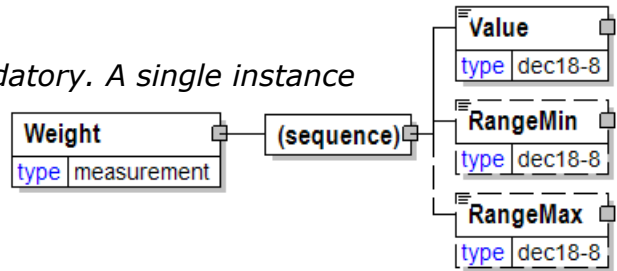 Value
type dec18-8
datory. A single instance
Weight
type measurement
(sequence)
RangeMin
type dec18-8
RangeMax
type dec18-8